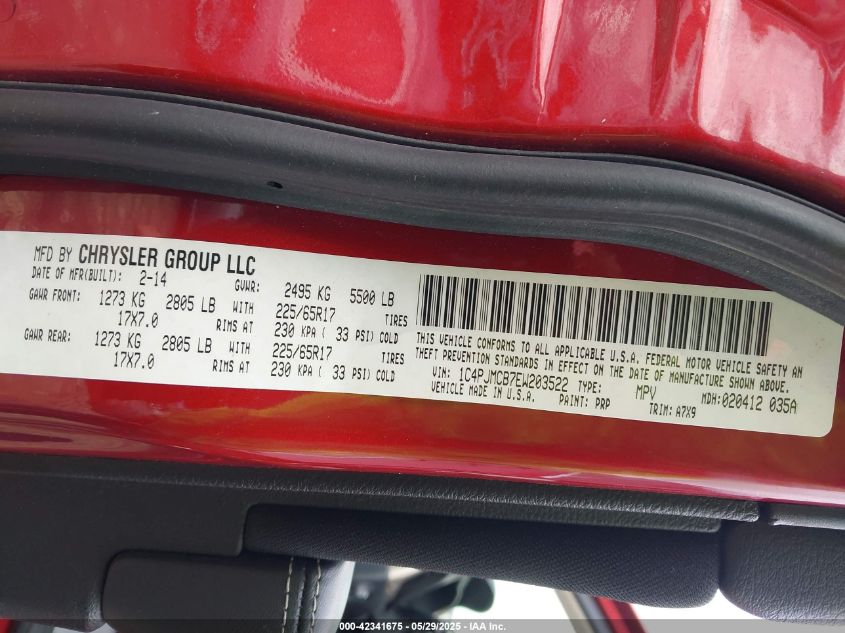 MFD BY CHRYSLER GROUP LLC
DATE OF MFR(BUILT): 2-14 GVWR: 2495 KG 5500 LB
GAWR FRONT: 1273 KG 2805 LB WITH 225/65R17 TIRES
17X7.0 RIMS AT 230 KPA ( 33 PSI) COLD
GAWR REAR: 1273 KG 2805 LB WITH 225/65R17 TIRES
17X7.0 RIMS AT 230 KPA ( 33 PSI) COLD
THIS VEHICLE CONFORMS TO ALL APPLICABLE U.S.A. FEDERAL MOTOR VEHICLE SAFETY AN
THEFT PREVENTION STANDARDS IN EFFECT ON THE DATE OF MANUFACTURE SHOWN ABOVE.
VIN: 1C4PJMCB7EW203522 TYPE: MPV MDH:020412 035A
VEHICLE MADE IN U.S.A. PAINT: PRP TRIM: A7X9
000-42341675 - 05/29/2025 - IAA Inc.